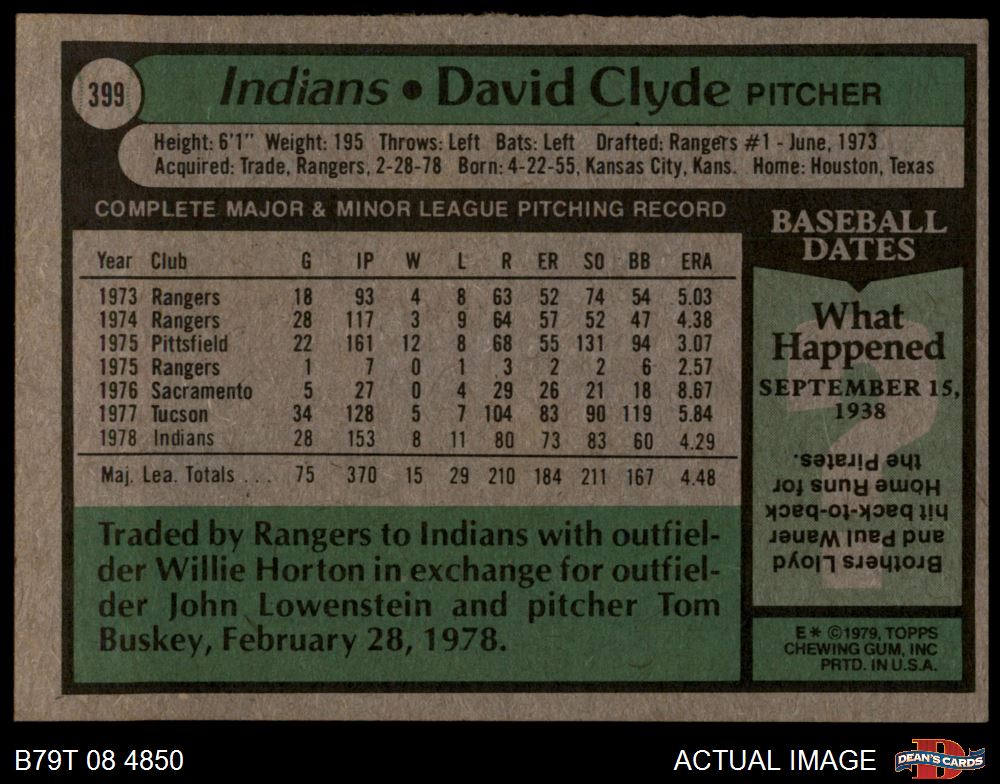 399
Indians • David Clyde PITCHER
Height: 6'1" Weight: 195 Throws: Left Bats: Left Drafted: Rangers #1 - June, 1973
Acquired: Trade, Rangers, 2-28-78 Born: 4-22-55, Kansas City, Kans. Home: Houston, Texas
COMPLETE MAJOR & MINOR LEAGUE PITCHING RECORD
Year Club G IP W L R ER SO BB ERA
1973 Rangers 18 93 4 8 63 52 74 54 5.03
1974 Rangers 28 117 3 9 64 57 52 47 4.38
1975 Pittsfield 22 161 12 8 68 55 131 94 3.07
1975 Rangers 1 7 0 1 3 2 2 6 2.57
1976 Sacramento 5 27 0 4 29 26 21 18 8.67
1977 Tucson 34 128 5 7 104 83 90 119 5.84
1978 Indians 28 153 8 11 80 73 83 60 4.29
Maj. Lea. Totals . . . 75 370 15 29 210 184 211 167 4.48
Traded by Rangers to Indians with outfiel-
der Willie Horton in exchange for outfiel-
der John Lowenstein and pitcher Tom
Buskey, February 28, 1978.
BASEBALL
DATES
What
Happened
SEPTEMBER 15,
1938
Brothers Lloyd
and Paul Waner
hit back-to-back
Home Runs for
the Pirates.
E* ©1979, TOPPS
CHEWING GUM, INC
PRTD. IN U.S.A.
B79T 08 4850
ACTUAL IMAGE
D
DEAN'S CARDS